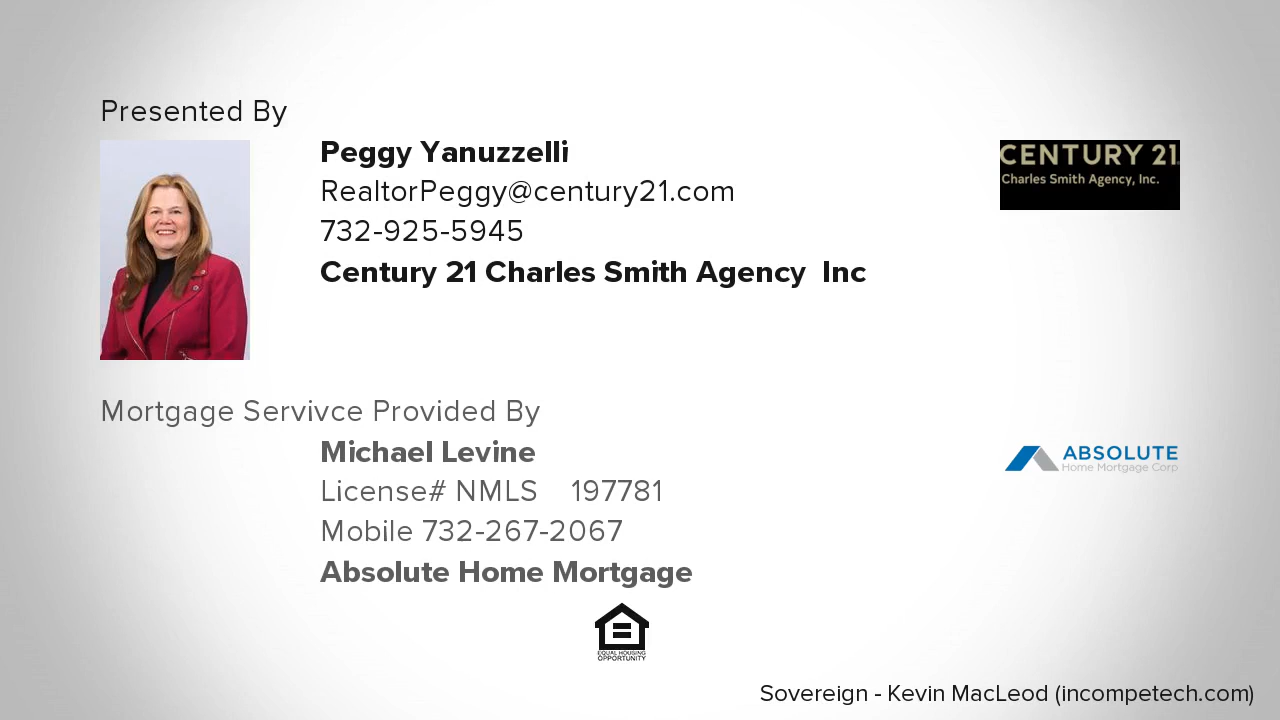 Presented By
Peggy Yanuzzelli
RealtorPeggy@century21.com
732-925-5945
Century 21 Charles Smith Agency  Inc
CENTURY 21
Charles Smith Agency, Inc.
Mortgage Servivce Provided By
Michael Levine
License# NMLS    197781
Mobile 732-267-2067
Absolute Home Mortgage
ABSOLUTE
Home Mortgage Corp
EQUAL HOUSING
OPPORTUNITY
Sovereign - Kevin MacLeod (incompetech.com)